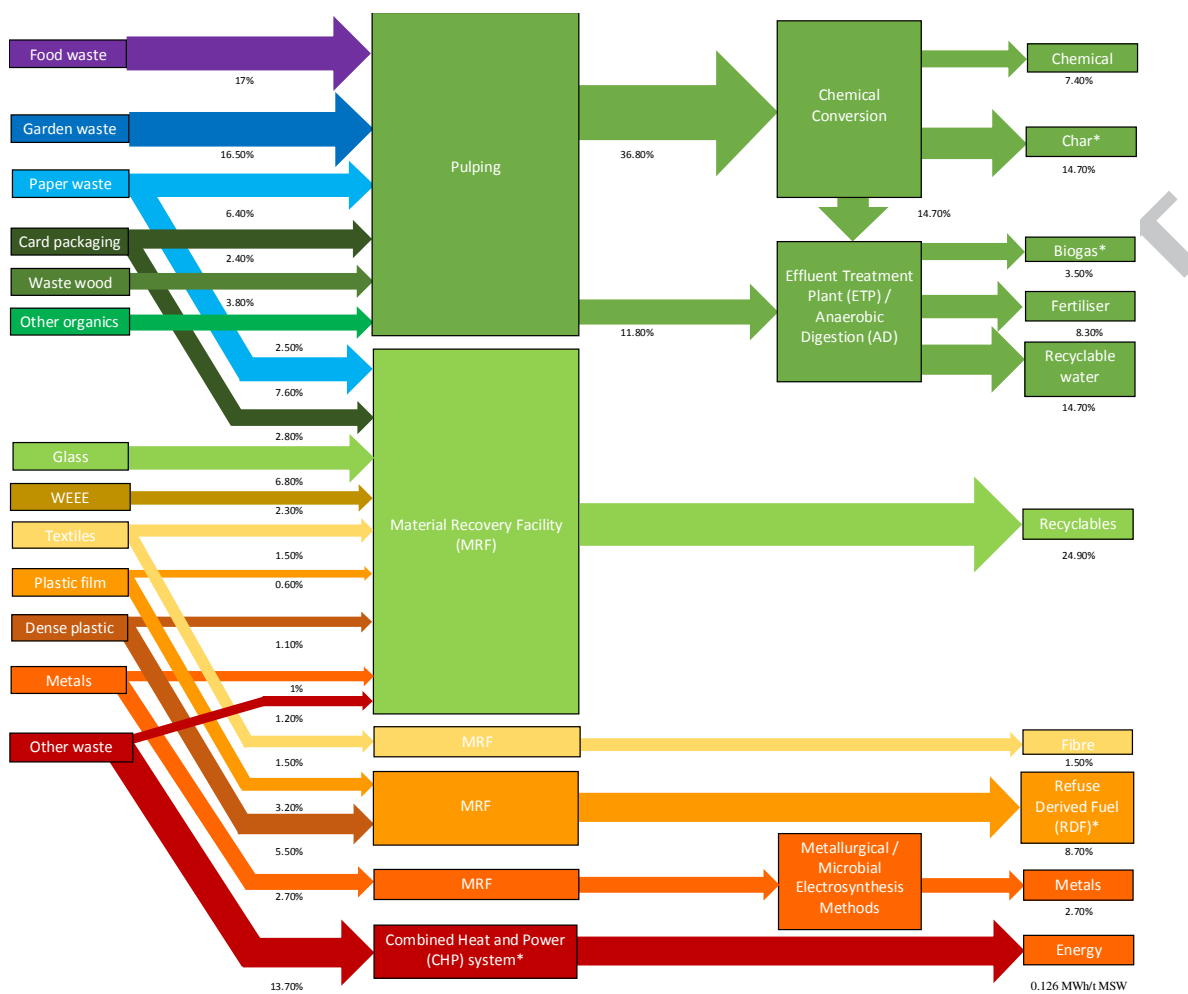 Food waste
17%
Garden waste
16.50%
Paper waste
6.40%
Card packaging
2.40%
Waste wood
3.80%
Other organics
2.50%
7.60%
2.80%
Glass
6.80%
WEEE
2.30%
Textiles
1.50%
Plastic film
0.60%
Dense plastic
1.10%
Metals
1%
1.20%
Other waste
1.50%
3.20%
5.50%
2.70%
13.70%
Pulping
36.80%
11.80%
Material Recovery Facility
(MRF)
MRF
MRF
MRF
Combined Heat and Power
(CHP) system*
Chemical
Conversion
14.70%
Effluent Treatment
Plant (ETP) /
Anaerobic
Digestion (AD)
Metallurgical /
Microbial
Electrosynthesis
Methods
Chemical
7.40%
Char*
14.70%
Biogas*
3.50%
Fertiliser
8.30%
Recyclable
water
14.70%
Recyclables
24.90%
Fibre
1.50%
Refuse
Derived Fuel
(RDF)*
8.70%
Metals
2.70%
Energy
0.126 MWh/t MSW